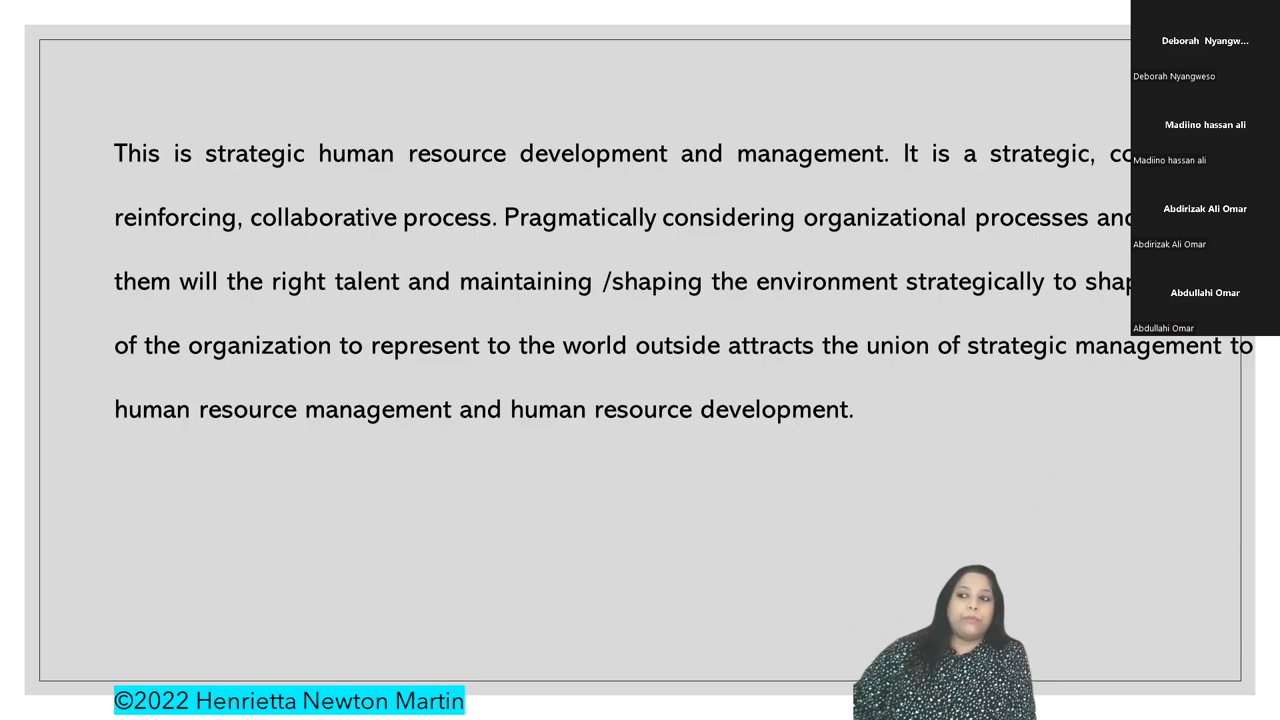 This is strategic human resource development and management. It is a strategic,
reinforcing, collaborative process. Pragmatically considering organizational processes
them will the right talent and maintaining /shaping the environment strategically to
of the organization to represent to the world outside attracts the union of strategic management to
human resource management and human resource development.
©2022 Henrietta Newton Martin
Deborah Nyangw...
Deborah Nyangweso
Madiino hassan ali
Madiino hassan ali
Abdirizak Ali Omar
Abdirizak Ali Omar
Abdullahi Omar
Abdullahi Omar